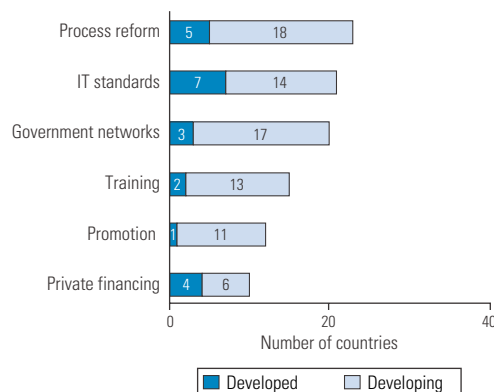 Process reform 5 18
IT standards 7 14
Government networks 3 17
Training 2 13
Promotion 1 11
Private financing 4 6
0 20 40
Number of countries
Developed Developing